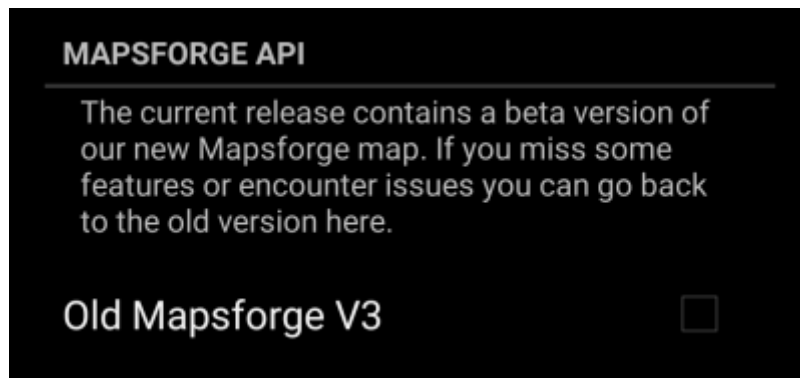 MAPSFORGE API
The current release contains a beta version of
our new Mapsforge map. If you miss some
features or encounter issues you can go back
to the old version here.
Old Mapsforge V3